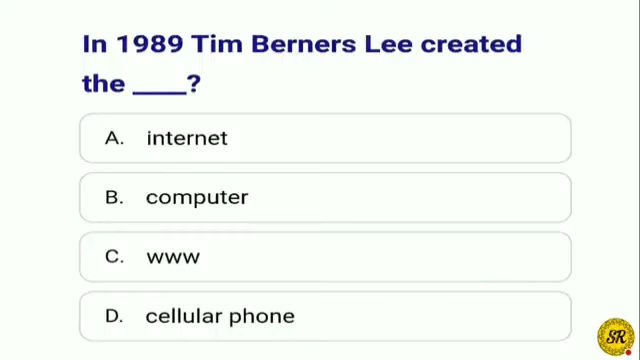 In 1989 Tim Berners Lee created
the ____?
A. internet
B. computer
C. www
D. cellular phone
SR